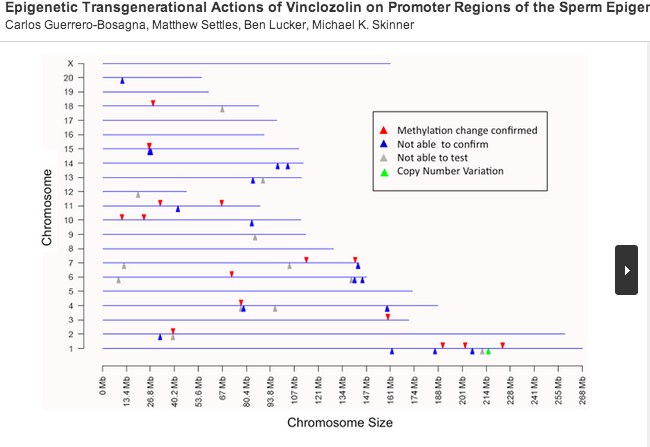 Epigenetic Transgenerational Actions of Vinclozolin on Promoter Regions of the Sperm Epiger
Carlos Guerrero-Bosagna, Matthew Settles, Ben Lucker, Michael K. Skinner
Chromosome
X
20
19
18
17
16
15
14
13
12
11
10
9
8
7
6
5
4
3
2
1
Methylation change confirmed
Not able to confirm
Not able to test
Copy Number Variation
0 Mb
13.4 Mb
26.8 Mb
40.2 Mb
53.6 Mb
67 Mb
80.4 Mb
93.8 Mb
107 Mb
121 Mb
134 Mb
147 Mb
161 Mb
174 Mb
188 Mb
201 Mb
214 Mb
228 Mb
241 Mb
255 Mb
268 Mb
Chromosome Size